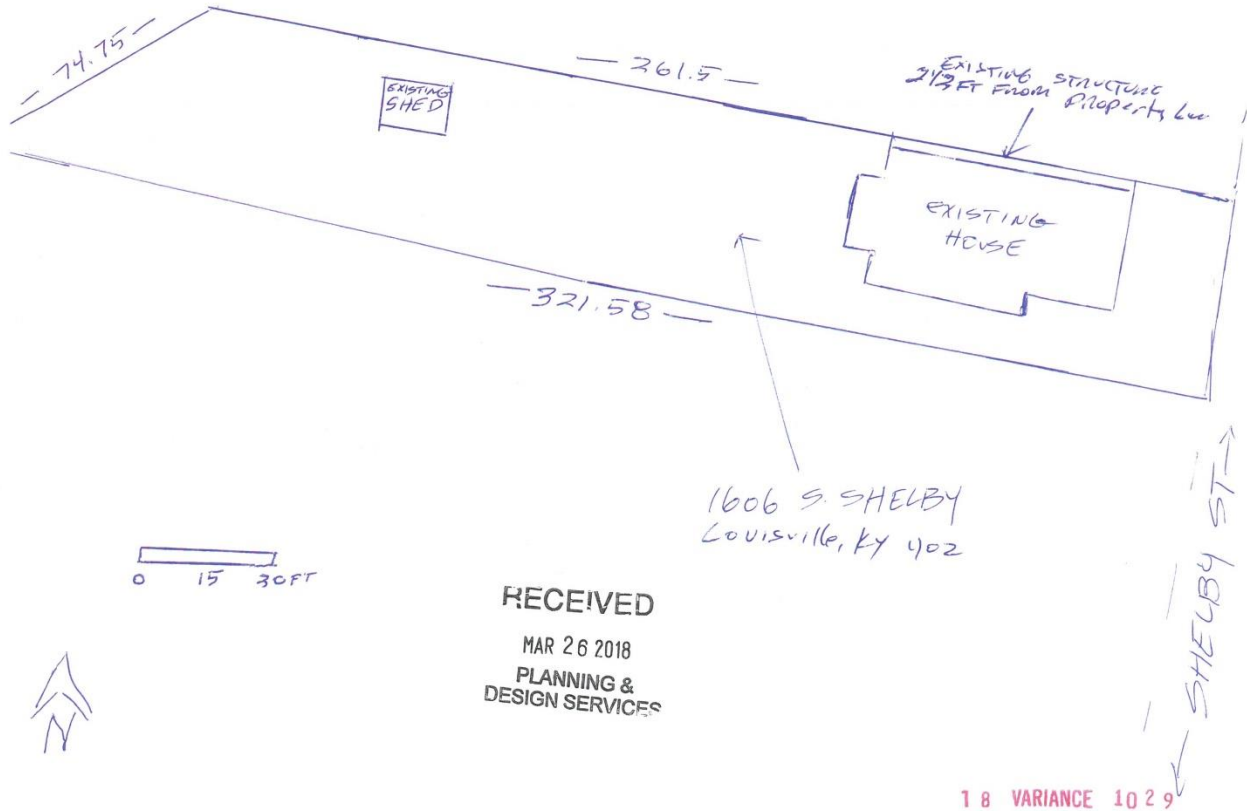 74.75
— 261.5 —
EXISTING STRUCTURE
2 1/2 FT From Property
EXISTING
SHED
EXISTING
HOUSE
— 321.58 —
1606 S. SHELBY
Louisville, KY 402
← SHELBY ST →
0 15 30FT
N
RECEIVED
MAR 26 2018
PLANNING &
DESIGN SERVICES
18 VARIANCE 1029